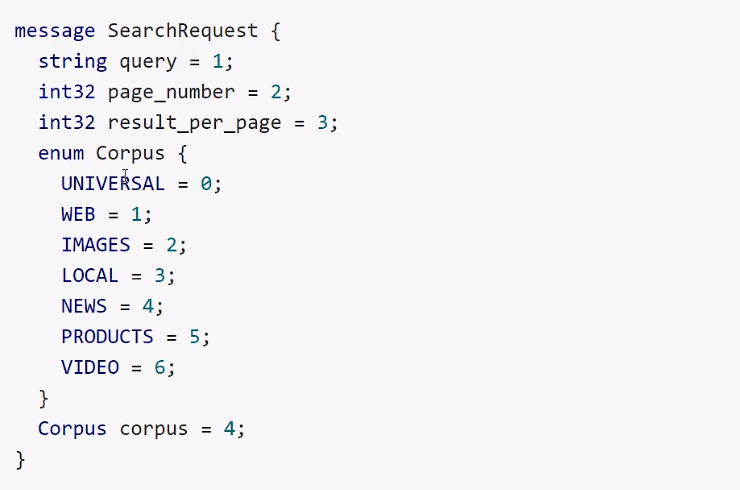 message SearchRequest {
  string query = 1;
  int32 page_number = 2;
  int32 result_per_page = 3;
  enum Corpus {
    UNIVERSAL = 0;
    WEB = 1;
    IMAGES = 2;
    LOCAL = 3;
    NEWS = 4;
    PRODUCTS = 5;
    VIDEO = 6;
  }
  Corpus corpus = 4;
}